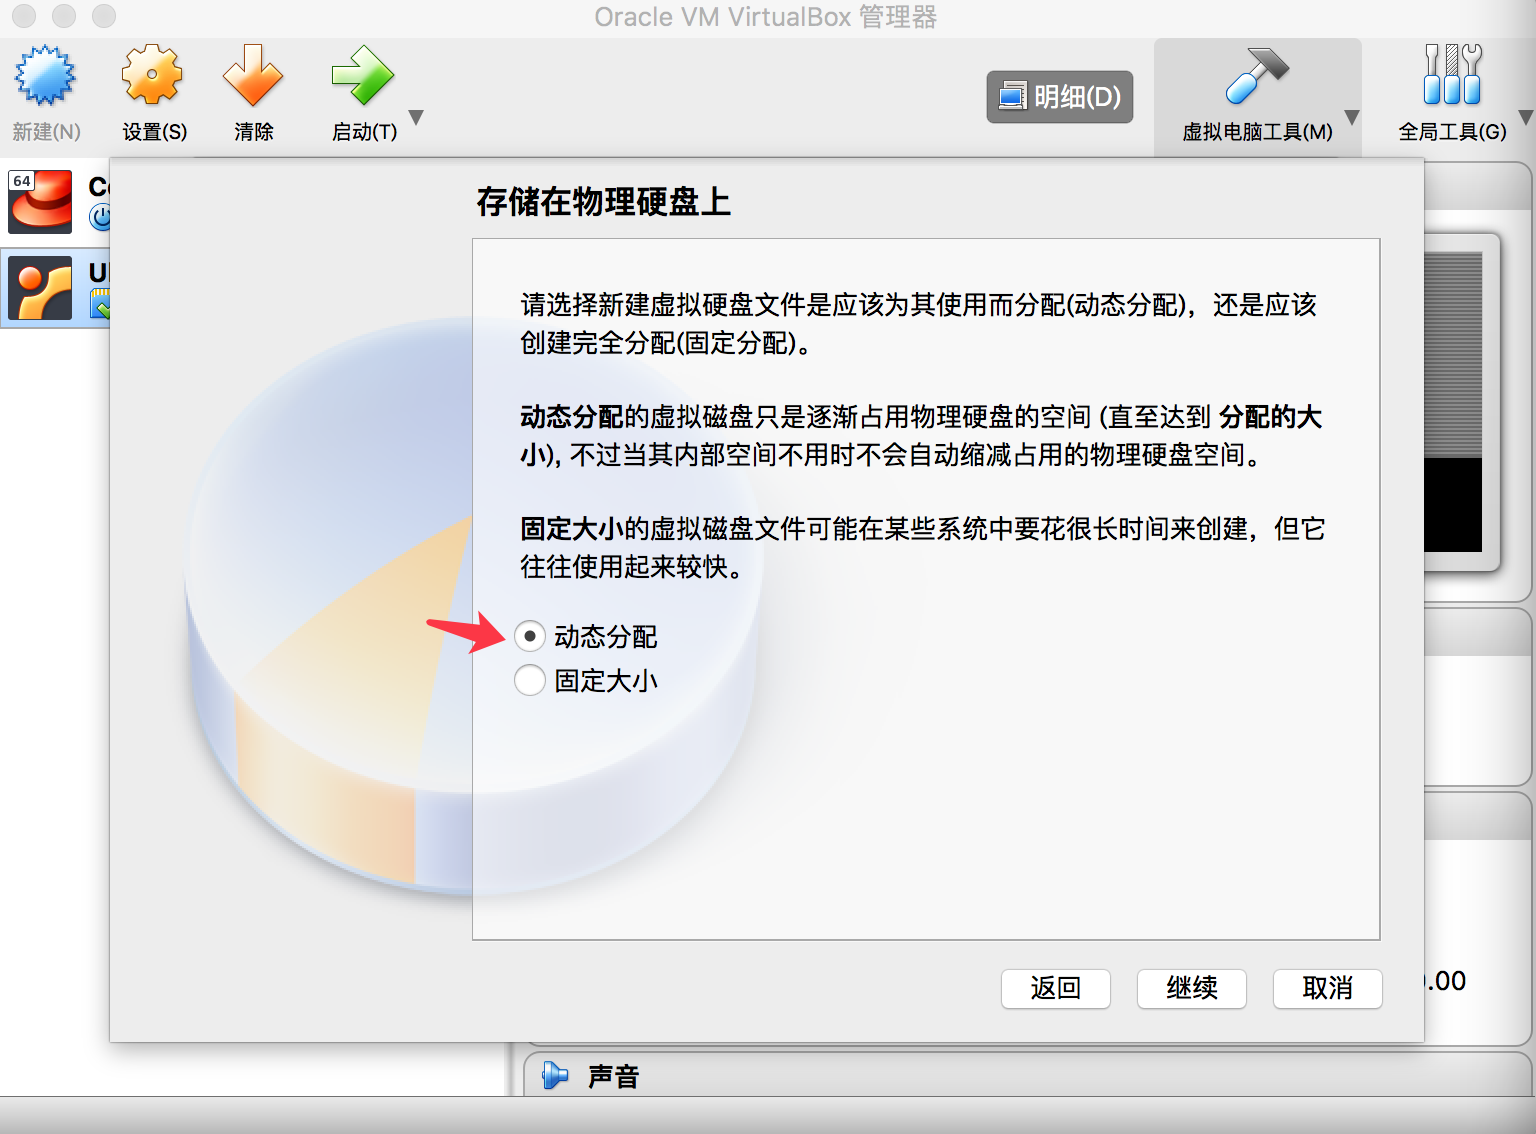 Oracle VM VirtualBox 管理器
新建(N)
设置(S)
清除
启动(T)
明细(D)
虚拟电脑工具(M)
全局工具(G)
64
存储在物理硬盘上
请选择新建虚拟硬盘文件是应该为其使用而分配(动态分配)，还是应该
创建完全分配(固定分配)。
动态分配的虚拟磁盘只是逐渐占用物理硬盘的空间 (直至达到 分配的大
小), 不过当其内部空间不用时不会自动缩减占用的物理硬盘空间。
固定大小的虚拟磁盘文件可能在某些系统中要花很长时间来创建，但它
往往使用起来较快。
动态分配
固定大小
返回
继续
取消
.00
声音